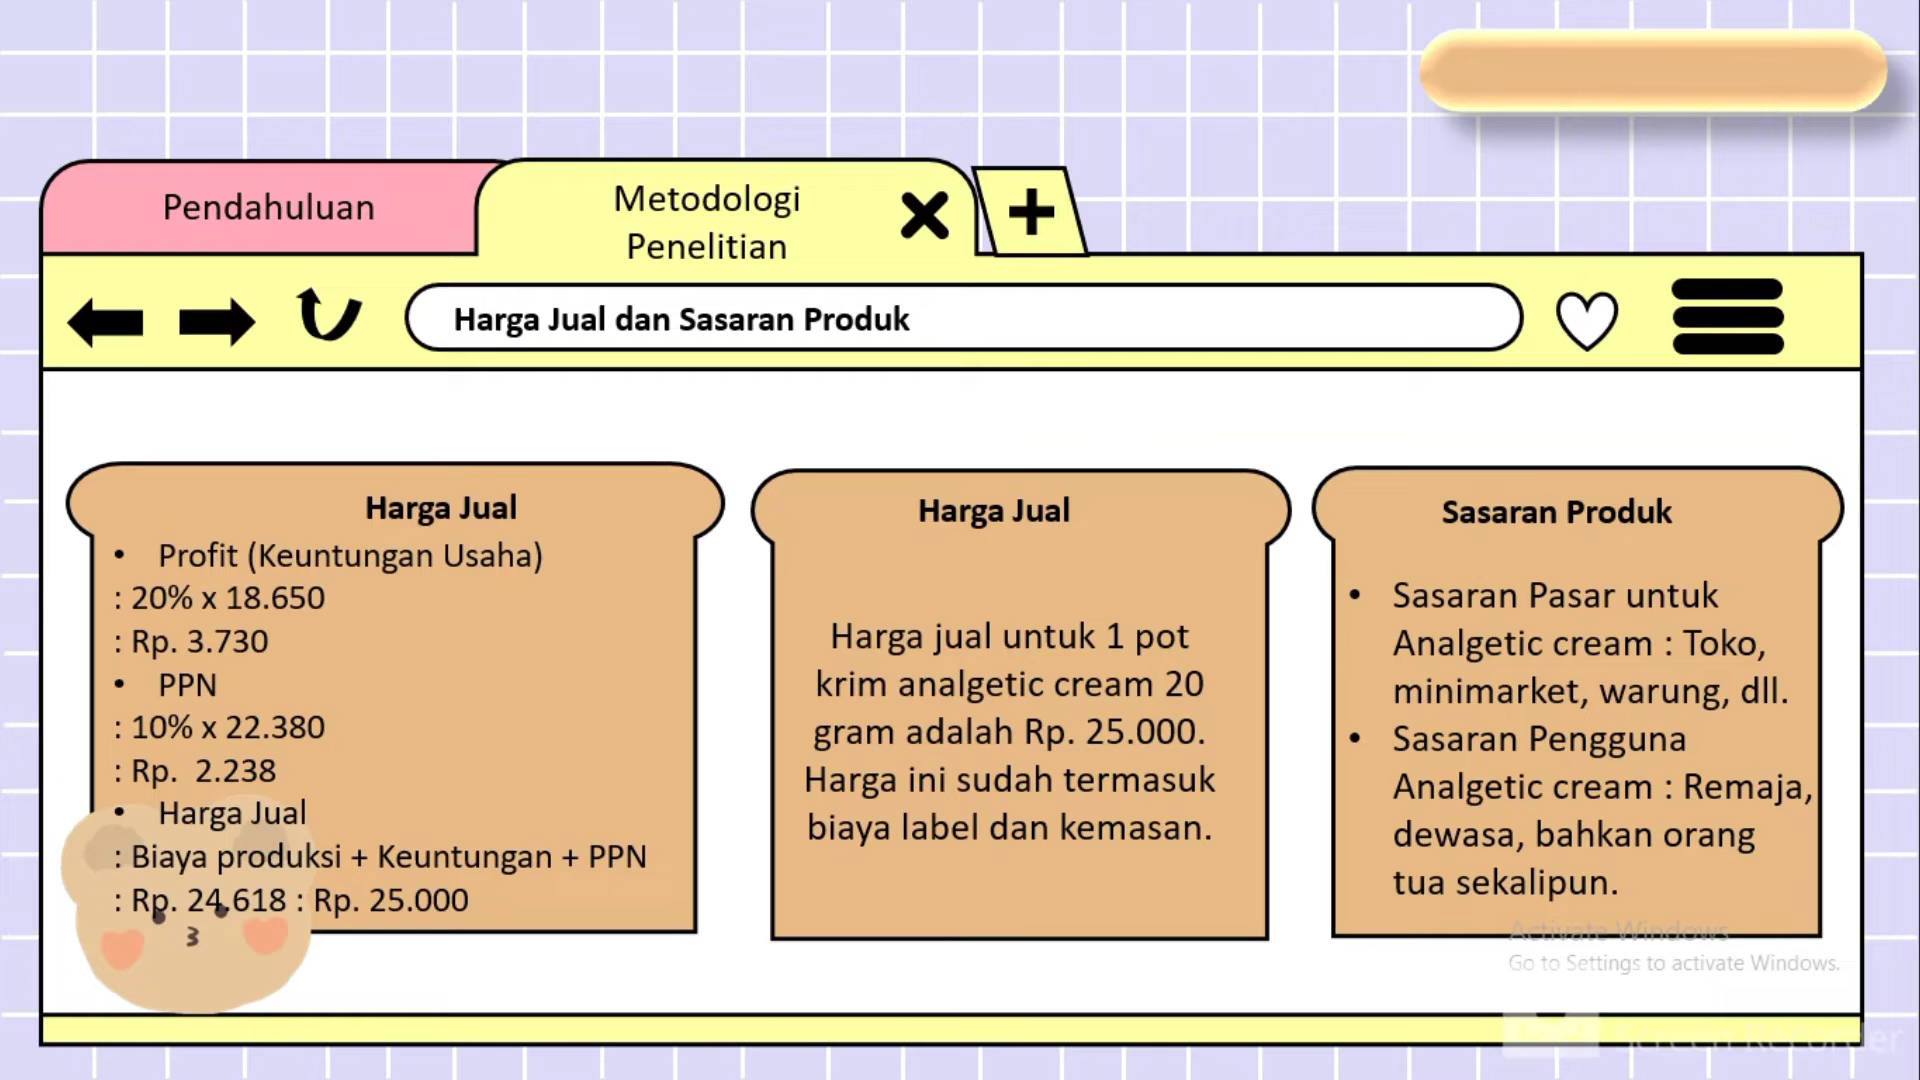 Pendahuluan
Metodologi
Penelitian
Harga Jual dan Sasaran Produk
Harga Jual
• Profit (Keuntungan Usaha)
: 20% x 18.650
: Rp. 3.730
• PPN
: 10% x 22.380
: Rp. 2.238
• Harga Jual
: Biaya produksi + Keuntungan + PPN
: Rp. 24.618 : Rp. 25.000
Harga Jual
Harga jual untuk 1 pot
krim analgetic cream 20
gram adalah Rp. 25.000.
Harga ini sudah termasuk
biaya label dan kemasan.
Sasaran Produk
• Sasaran Pasar untuk
Analgetic cream : Toko,
minimarket, warung, dll.
• Sasaran Pengguna
Analgetic cream : Remaja,
dewasa, bahkan orang
tua sekalipun.
Activate Windows
Go to Settings to activate Windows.
Screen Recorder